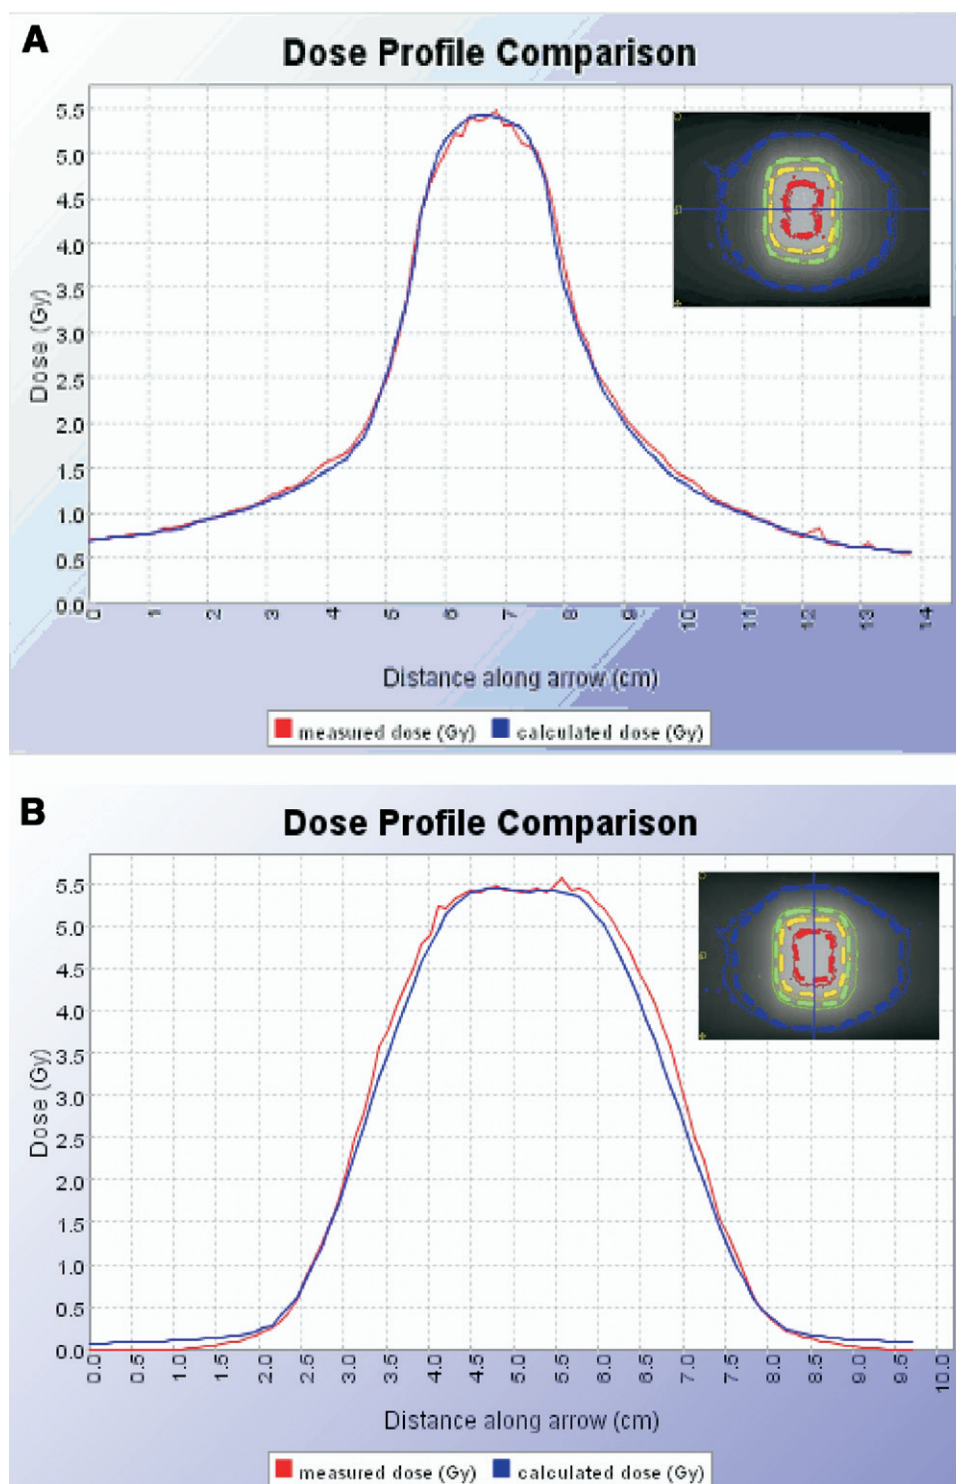 A
Dose Profile Comparison
5.5
5.0
4.5
4.0
3.5
3.0
2.5
2.0
1.5
1.0
0.5
0.0
Dose (Gy)
0 1 2 3 4 5 6 7 8 9 10 11 12 13 14
Distance along arrow (cm)
measured dose (Gy) calculated dose (Gy)
B
Dose Profile Comparison
5.5
5.0
4.5
4.0
3.5
3.0
2.5
2.0
1.5
1.0
0.5
0.0
Dose (Gy)
0.0 0.5 1.0 1.5 2.0 2.5 3.0 3.5 4.0 4.5 5.0 5.5 6.0 6.5 7.0 7.5 8.0 8.5 9.0 9.5 10.0
Distance along arrow (cm)
measured dose (Gy) calculated dose (Gy)